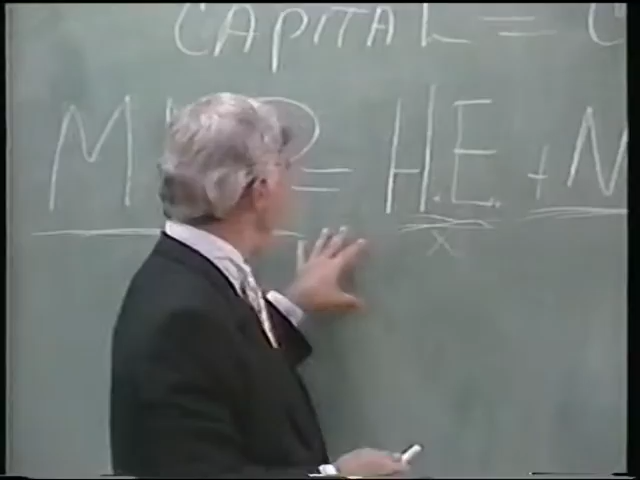 CAPITAL = C
M P = H.E. + N
x